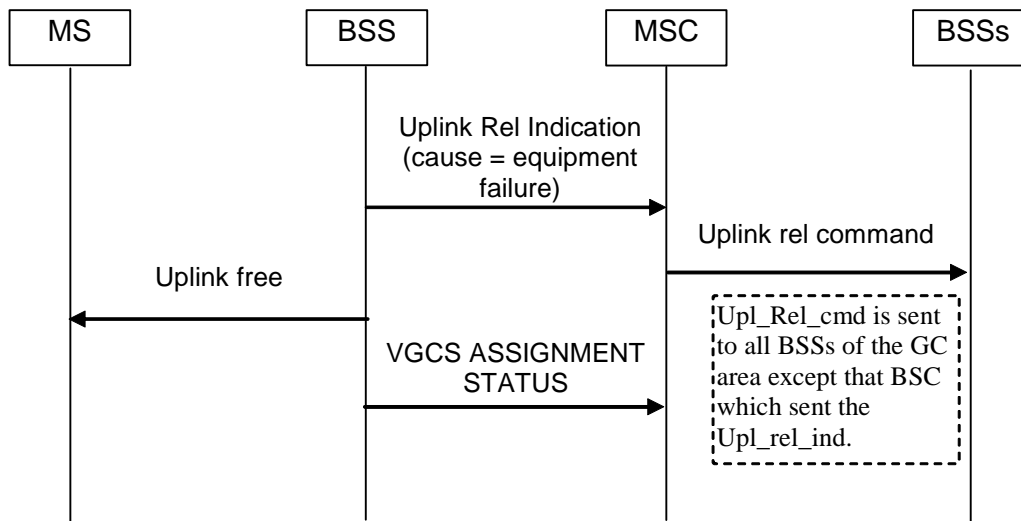 MS
BSS
MSC
BSSs
Uplink Rel Indication
(cause = equipment
failure)
Uplink rel command
Uplink free
Upl_Rel_cmd is sent
to all BSSs of the GC
area except that BSC
which sent the
Upl_rel_ind.
VGCS ASSIGNMENT
STATUS